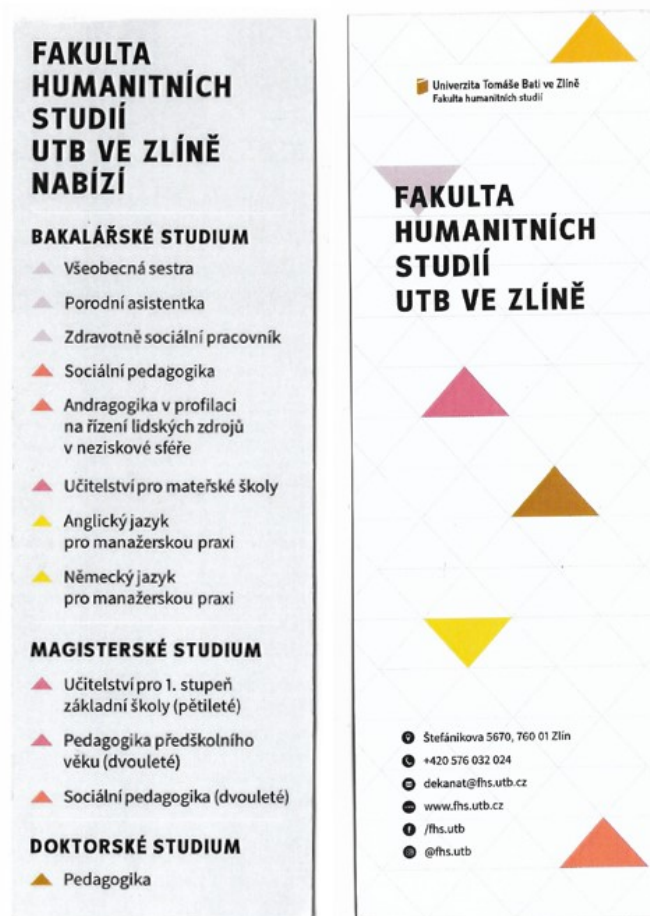 FAKULTA
HUMANITNÍCH
STUDIÍ
UTB VE ZLÍNĚ
NABÍZÍ
BAKALÁŘSKÉ STUDIUM
Všeobecná sestra
Porodní asistentka
Zdravotně sociální pracovník
Sociální pedagogika
Andragogika v profilaci
na řízení lidských zdrojů
v neziskové sféře
Učitelství pro mateřské školy
Anglický jazyk
pro manažerskou praxi
Německý jazyk
pro manažerskou praxi
MAGISTERSKÉ STUDIUM
Učitelství pro 1. stupeň
základní školy (pětileté)
Pedagogika předškolního
věku (dvouleté)
Sociální pedagogika (dvouleté)
DOKTORSKÉ STUDIUM
Pedagogika
Univerzita Tomáše Bati ve Zlíně
Fakulta humanitních studií
FAKULTA
HUMANITNÍCH
STUDIÍ
UTB VE ZLÍNĚ
Štefánikova 5670, 760 01 Zlín
+420 576 032 024
dekanat@fhs.utb.cz
www.fhs.utb.cz
/fhs.utb
@fhs.utb